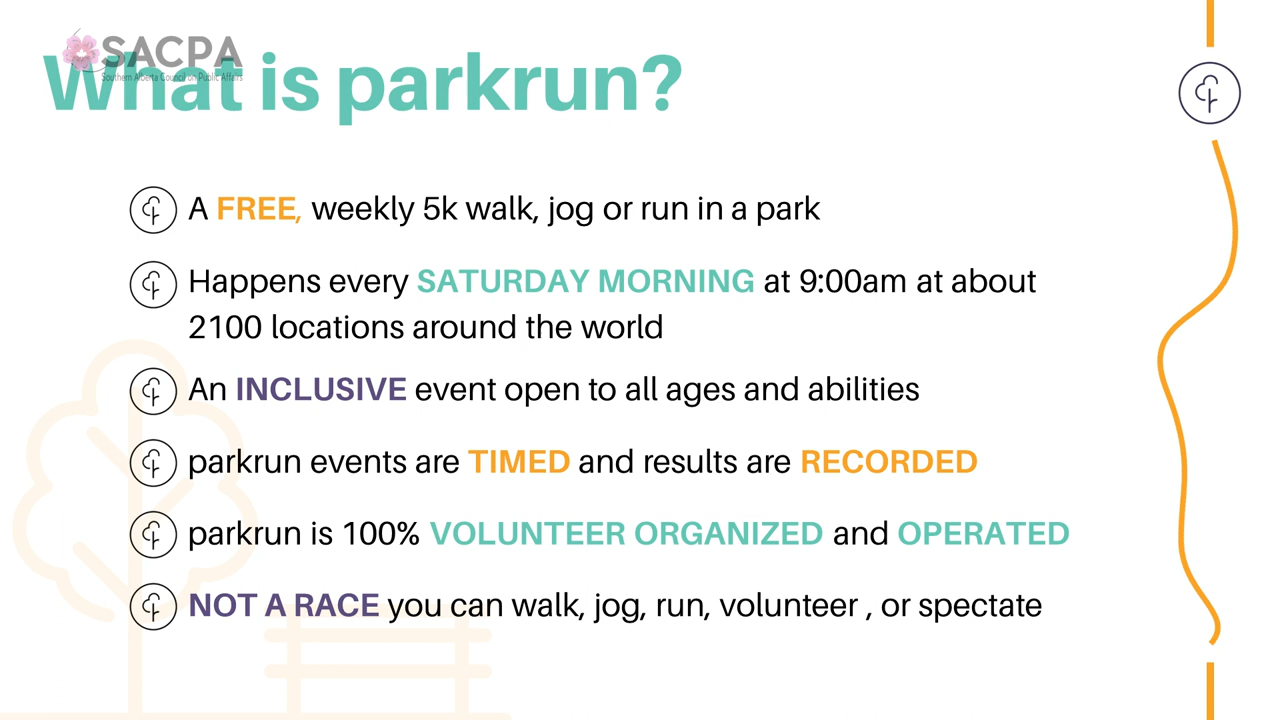 SACPA
Southern Alberta Council on Public Affairs
What is parkrun?
A FREE, weekly 5k walk, jog or run in a park
Happens every SATURDAY MORNING at 9:00am at about
2100 locations around the world
An INCLUSIVE event open to all ages and abilities
parkrun events are TIMED and results are RECORDED
parkrun is 100% VOLUNTEER ORGANIZED and OPERATED
NOT A RACE you can walk, jog, run, volunteer , or spectate